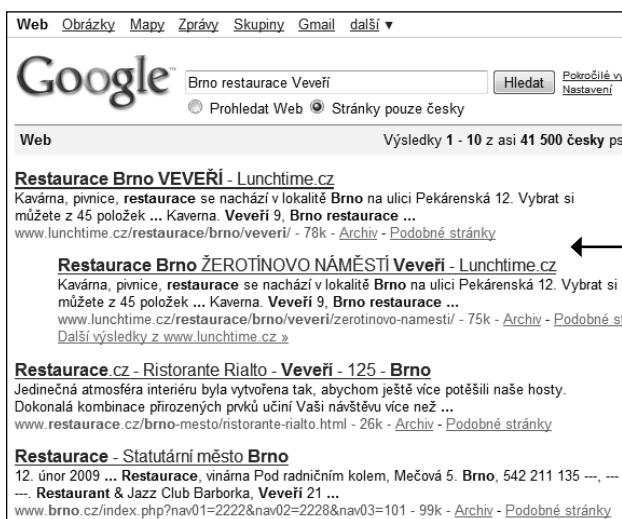 Web Obrázky Mapy Zprávy Skupiny Gmail další ▼
Google
Brno restaurace Veveří Hledat Pokročilé
Nastavení
Prohledat Web Stránky pouze česky
Web Výsledky 1 - 10 z asi 41 500 česky
Restaurace Brno VEVEŘÍ - Lunchtime.cz
Kavárna, pivnice, restaurace se nachází v lokalitě Brno na ulici Pekárenská 12. Vybrat si
můžete z 45 položek ... Kaverna. Veveří 9, Brno restaurace ...
www.lunchtime.cz/restaurace/brno/veveri/ - 78k - Archiv - Podobné stránky
Restaurace Brno ŽEROTÍNOVO NÁMĚSTÍ Veveří - Lunchtime.cz
Kavárna, pivnice, restaurace se nachází v lokalitě Brno na ulici Pekárenská 12. Vybrat si
můžete z 45 položek ... Kaverna. Veveří 9, Brno restaurace ...
www.lunchtime.cz/restaurace/brno/veveri/zerotinovo-namesti/ - 75k - Archiv - Podobné
Další výsledky z www.lunchtime.cz »
Restaurace.cz - Ristorante Rialto - Veveří - 125 - Brno
Jedinečná atmosféra interiéru byla vytvořena tak, abychom ještě více potěšili naše hosty.
Dokonalá kombinace přirozených prvků učiní Vaši návštěvu více než ...
www.restaurace.cz/brno-mesto/ristorante-rialto.html - 26k - Archiv - Podobné stránky
Restaurace - Statutární město Brno
12. únor 2009 ... Restaurace, vinárna Pod radničním kolem, Mečová 5. Brno, 542 211 135 ---, ---
---. Restaurant & Jazz Club Barborka, Veveří 21 ...
www.brno.cz/index.php?nav01=2222&nav02=2228&nav03=101 - 99k - Archiv - Podobné stránky